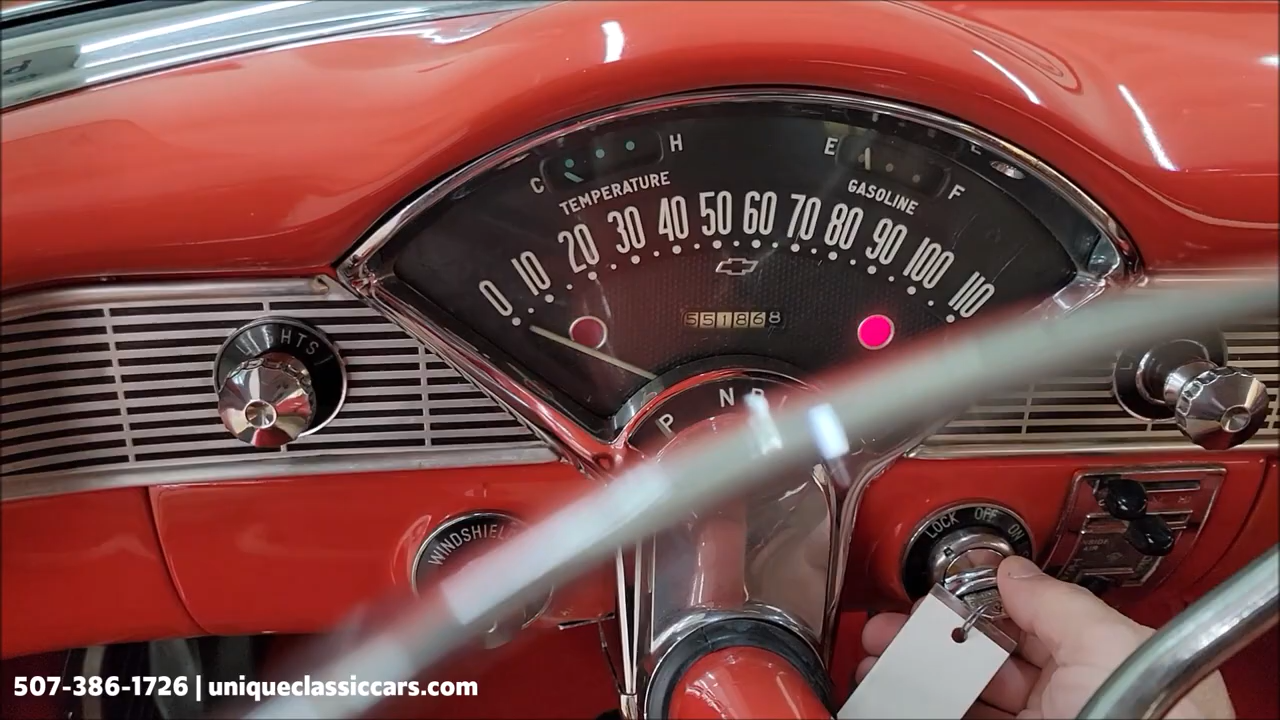 H
E
C
F
TEMPERATURE
GASOLINE
0 10 20 30 40 50 60 70 80 90 100 110
551868
P N R
LIGHTS
WINDSHIELD
LOCK OFF ON
507-386-1726 | uniqueclassiccars.com